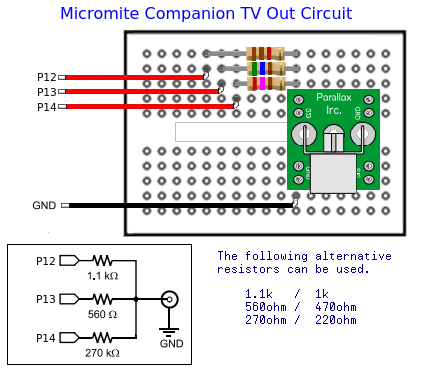 Micromite Companion TV Out Circuit
P12
P13
P14
Parallax
Inc.
GND
GND
P12
1.1 kΩ
P13
560 Ω
P14
270 kΩ
GND
The following alternative
resistors can be used.
1.1k / 1k
560ohm / 470ohm
270ohm / 220ohm